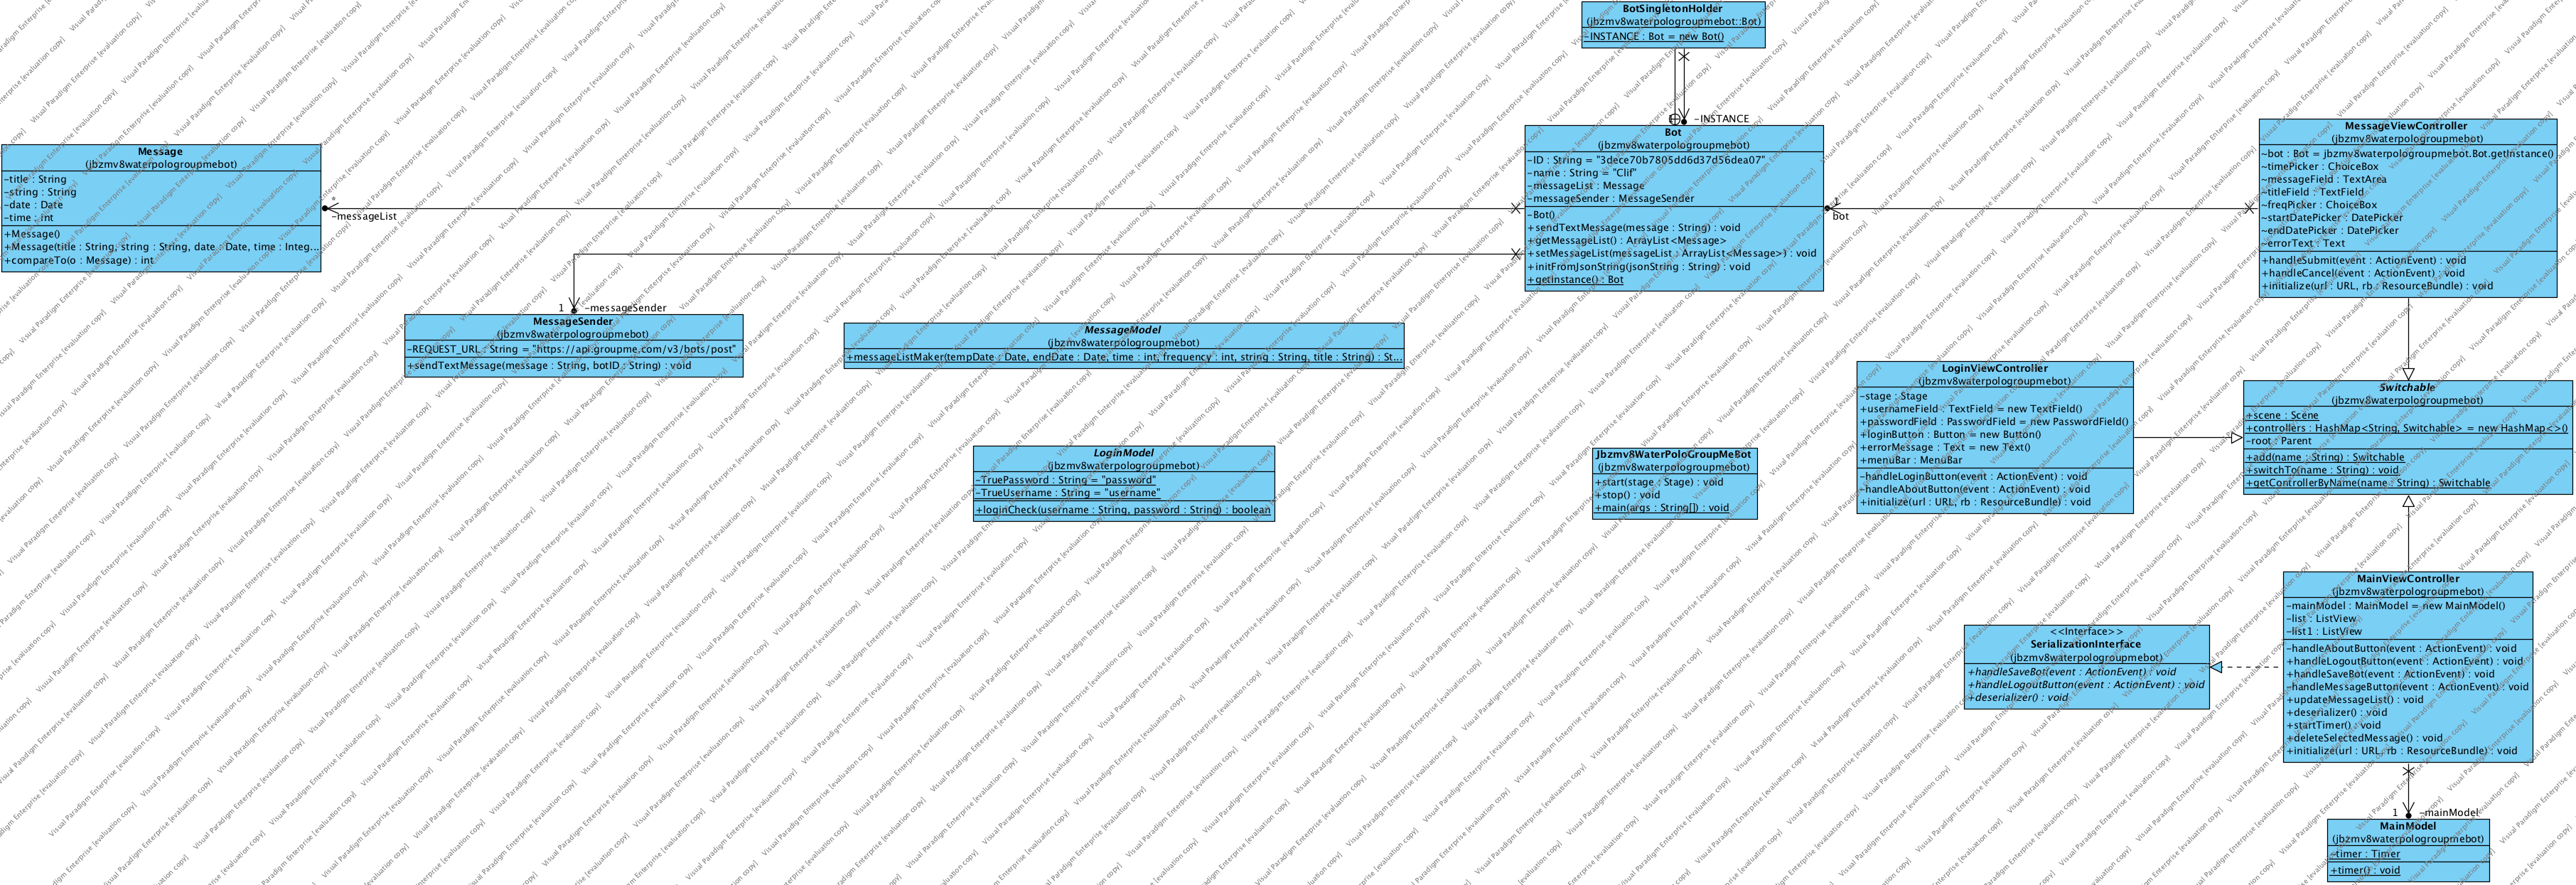 BotSingletonHolder
(jbzmv8waterpologroupmebot::Bot)
-INSTANCE : Bot = new Bot()
-INSTANCE
Message
(jbzmv8waterpologroupmebot)
-title : String
-string : String
-date : Date
-time : int
+Message()
+Message(title : String, string : String, date : Date, time : Integ...
+compareTo(o : Message) : int
*
-messageList
Bot
(jbzmv8waterpologroupmebot)
-ID : String = "3dece70b7805dd6d37d56dea07"
-name : String = "Clif"
-messageList : Message
-messageSender : MessageSender
-Bot()
+sendTextMessage(message : String) : void
+getMessageList() : ArrayList<Message>
+setMessageList(messageList : ArrayList<Message>) : void
+initFromJsonString(jsonString : String) : void
+getInstance() : Bot
1
bot
MessageViewController
(jbzmv8waterpologroupmebot)
~bot : Bot = jbzmv8waterpologroupmebot.Bot.getInstance()
~timePicker : ChoiceBox
~messageField : TextArea
~titleField : TextField
~freqPicker : ChoiceBox
~startDatePicker : DatePicker
~endDatePicker : DatePicker
~errorText : Text
+handleSubmit(event : ActionEvent) : void
+handleCancel(event : ActionEvent) : void
+initialize(url : URL, rb : ResourceBundle) : void
1
-messageSender
MessageSender
(jbzmv8waterpologroupmebot)
-REQUEST_URL : String = "https://api.groupme.com/v3/bots/post"
+sendTextMessage(message : String, botID : String) : void
MessageModel
(jbzmv8waterpologroupmebot)
+messageListMaker(tempDate : Date, endDate : Date, time : int, frequency : int, string : String, title : String) : St...
LoginModel
(jbzmv8waterpologroupmebot)
-TruePassword : String = "password"
-TrueUsername : String = "username"
+loginCheck(username : String, password : String) : boolean
Jbzmv8WaterPoloGroupMeBot
(jbzmv8waterpologroupmebot)
+start(stage : Stage) : void
+stop() : void
+main(args : String[]) : void
LoginViewController
(jbzmv8waterpologroupmebot)
-stage : Stage
+usernameField : TextField = new TextField()
+passwordField : PasswordField = new PasswordField()
+loginButton : Button = new Button()
+errorMessage : Text = new Text()
+menuBar : MenuBar
-handleLoginButton(event : ActionEvent) : void
-handleAboutButton(event : ActionEvent) : void
+initialize(url : URL, rb : ResourceBundle) : void
Switchable
(jbzmv8waterpologroupmebot)
+scene : Scene
+controllers : HashMap<String, Switchable> = new HashMap<>()
-root : Parent
+add(name : String) : Switchable
+switchTo(name : String) : void
+getControllerByName(name : String) : Switchable
<<Interface>>
SerializationInterface
(jbzmv8waterpologroupmebot)
+handleSaveBot(event : ActionEvent) : void
+handleLogoutButton(event : ActionEvent) : void
+deserializer() : void
MainViewController
(jbzmv8waterpologroupmebot)
-mainModel : MainModel = new MainModel()
-list : ListView
-list1 : ListView
-handleAboutButton(event : ActionEvent) : void
+handleLogoutButton(event : ActionEvent) : void
+handleSaveBot(event : ActionEvent) : void
-handleMessageButton(event : ActionEvent) : void
+updateMessageList() : void
+deserializer() : void
+startTimer() : void
+deleteSelectedMessage() : void
+initialize(url : URL, rb : ResourceBundle) : void
1
-mainModel
MainModel
(jbzmv8waterpologroupmebot)
-timer : Timer
+timer() : void
Visual Paradigm Enterprise [evaluation copy]